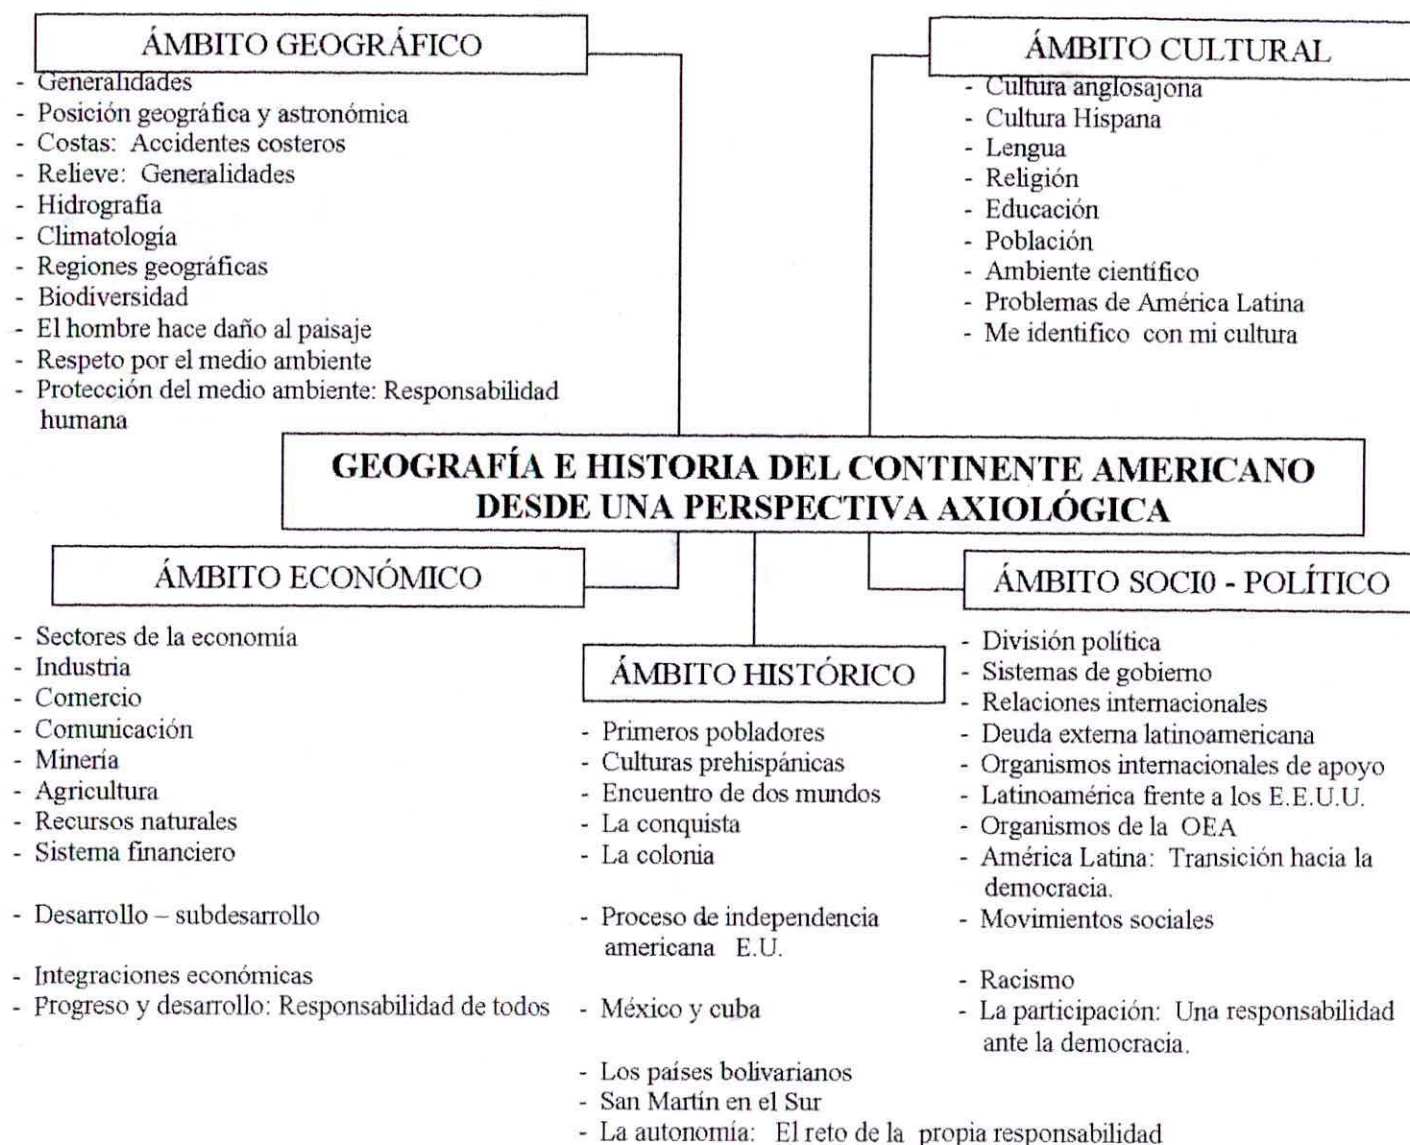 ÁMBITO GEOGRÁFICO
- Generalidades
- Posición geográfica y astronómica
- Costas: Accidentes costeros
- Relieve: Generalidades
- Hidrografia
- Climatología
- Regiones geográficas
- Biodiversidad
- El hombre hace daño al paisaje
- Respeto por el medio ambiente
- Protección del medio ambiente: Responsabilidad
humana
ÁMBITO CULTURAL
- Cultura anglosajona
- Cultura Hispana
- Lengua
- Religión
- Educación
- Población
- Ambiente científico
- Problemas de América Latina
- Me identifico con mi cultura
GEOGRAFÍA E HISTORIA DEL CONTINENTE AMERICANO
DESDE UNA PERSPECTIVA AXIOLÓGICA
ÁMBITO ECONÓMICO
- Sectores de la economía
- Industria
- Comercio
- Comunicación
- Minería
- Agricultura
- Recursos naturales
- Sistema financiero
- Desarrollo – subdesarrollo
- Integraciones económicas
- Progreso y desarrollo: Responsabilidad de todos
ÁMBITO HISTÓRICO
- Primeros pobladores
- Culturas prehispánicas
- Encuentro de dos mundos
- La conquista
- La colonia
- Proceso de independencia
americana E.U.
- México y cuba
- Los países bolivarianos
- San Martín en el Sur
- La autonomía: El reto de la propia responsabilidad
ÁMBITO SOCI0 - POLÍTICO
- División política
- Sistemas de gobierno
- Relaciones internacionales
- Deuda externa latinoamericana
- Organismos internacionales de apoyo
- Latinoamérica frente a los E.E.U.U.
- Organismos de la OEA
- América Latina: Transición hacia la
democracia.
- Movimientos sociales
- Racismo
- La participación: Una responsabilidad
ante la democracia.